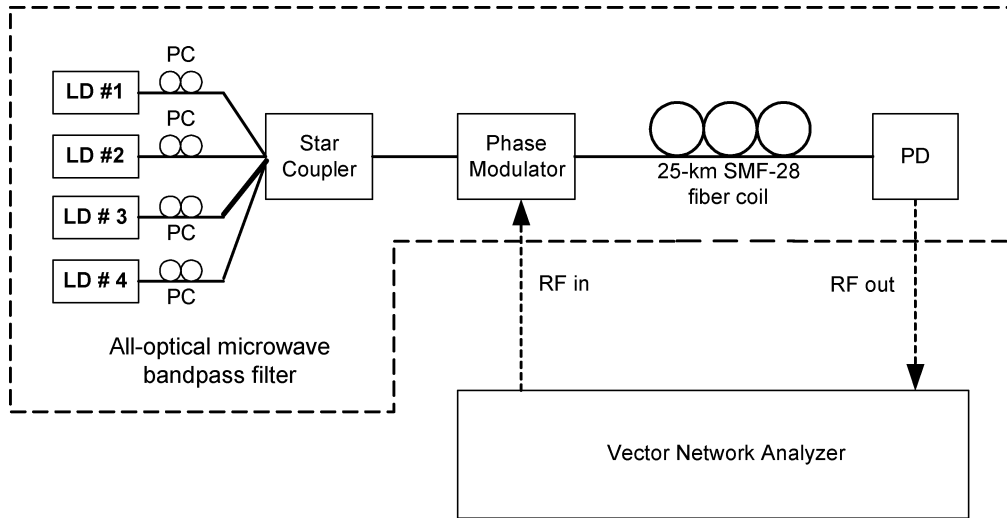 PC
LD #1
PC
LD #2
LD # 3
PC
LD # 4
PC
Star
Coupler
Phase
Modulator
25-km SMF-28
fiber coil
PD
RF in
RF out
All-optical microwave
bandpass filter
Vector Network Analyzer